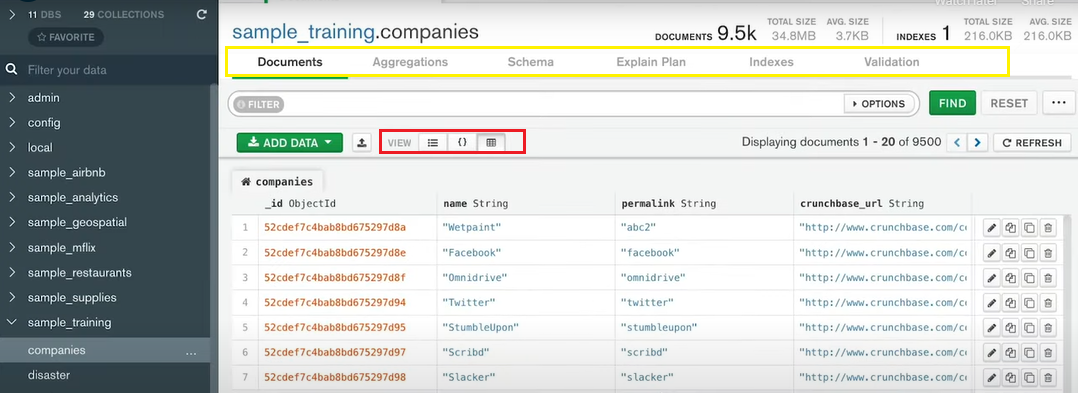 Watch later Share
11 DBS 29 COLLECTIONS
FAVORITE
Filter your data
admin
config
local
sample_airbnb
sample_analytics
sample_geospatial
sample_mflix
sample_restaurants
sample_supplies
sample_training
companies ...
disaster
sample_training.companies
DOCUMENTS 9.5k TOTAL SIZE 34.8MB AVG. SIZE 3.7KB
INDEXES 1 TOTAL SIZE 216.0KB AVG. SIZE 216.0KB
Documents Aggregations Schema Explain Plan Indexes Validation
FILTER OPTIONS FIND RESET ...
ADD DATA VIEW {} Displaying documents 1 - 20 of 9500 < > REFRESH
companies
_id ObjectId name String permalink String crunchbase_url String
1 52cdef7c4bab8bd675297d8a "Wetpaint" "abc2" "http://www.crunchbase.com/c
2 52cdef7c4bab8bd675297d8e "Facebook" "facebook" "http://www.crunchbase.com/c
3 52cdef7c4bab8bd675297d8f "Omnidrive" "omnidrive" "http://www.crunchbase.com/c
4 52cdef7c4bab8bd675297d94 "Twitter" "twitter" "http://www.crunchbase.com/c
5 52cdef7c4bab8bd675297d95 "StumbleUpon" "stumbleupon" "http://www.crunchbase.com/c
6 52cdef7c4bab8bd675297d97 "Scribd" "scribd" "http://www.crunchbase.com/c
7 52cdef7c4bab8bd675297d98 "Slacker" "slacker" "http://www.crunchbase.com/c